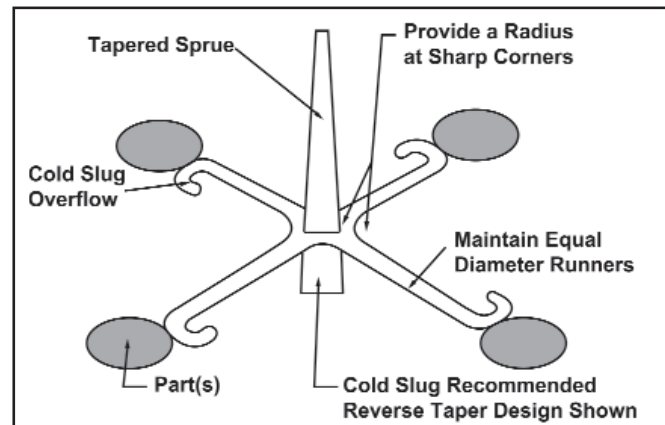 Tapered Sprue
Provide a Radius
at Sharp Corners
Cold Slug
Overflow
Maintain Equal
Diameter Runners
Part(s)
Cold Slug Recommended
Reverse Taper Design Shown